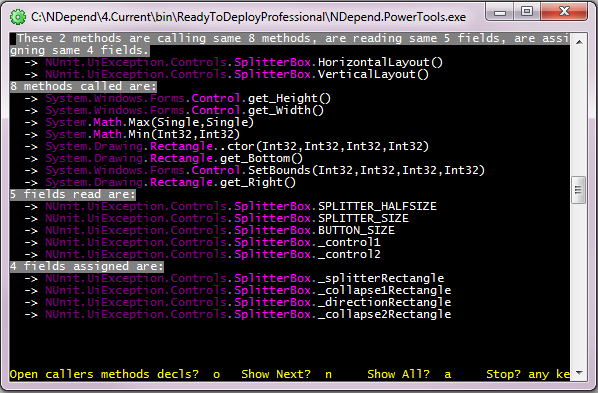 C:\NDepend\4.Current\bin\ReadyToDeployProfessional\NDepend.PowerTools.exe
These 2 methods are calling same 8 methods, are reading same 5 fields, are assi
gning same 4 fields.
-> NUnit.UiException.Controls.SplitterBox.HorizontalLayout()
-> NUnit.UiException.Controls.SplitterBox.VerticalLayout()
8 methods called are:
-> System.Windows.Forms.Control.get_Height()
-> System.Windows.Forms.Control.get_Width()
-> System.Math.Max(Single,Single)
-> System.Math.Min(Int32,Int32)
-> System.Drawing.Rectangle..ctor(Int32,Int32,Int32,Int32)
-> System.Drawing.Rectangle.get_Bottom()
-> System.Windows.Forms.Control.SetBounds(Int32,Int32,Int32,Int32)
-> System.Drawing.Rectangle.get_Right()
5 fields read are:
-> NUnit.UiException.Controls.SplitterBox.SPLITTER_HALFSIZE
-> NUnit.UiException.Controls.SplitterBox.SPLITTER_SIZE
-> NUnit.UiException.Controls.SplitterBox.BUTTON_SIZE
-> NUnit.UiException.Controls.SplitterBox._control1
-> NUnit.UiException.Controls.SplitterBox._control2
4 fields assigned are:
-> NUnit.UiException.Controls.SplitterBox._splitterRectangle
-> NUnit.UiException.Controls.SplitterBox._collapse1Rectangle
-> NUnit.UiException.Controls.SplitterBox._directionRectangle
-> NUnit.UiException.Controls.SplitterBox._collapse2Rectangle
Open callers methods decls? o Show Next? n Show All? a Stop? any ke